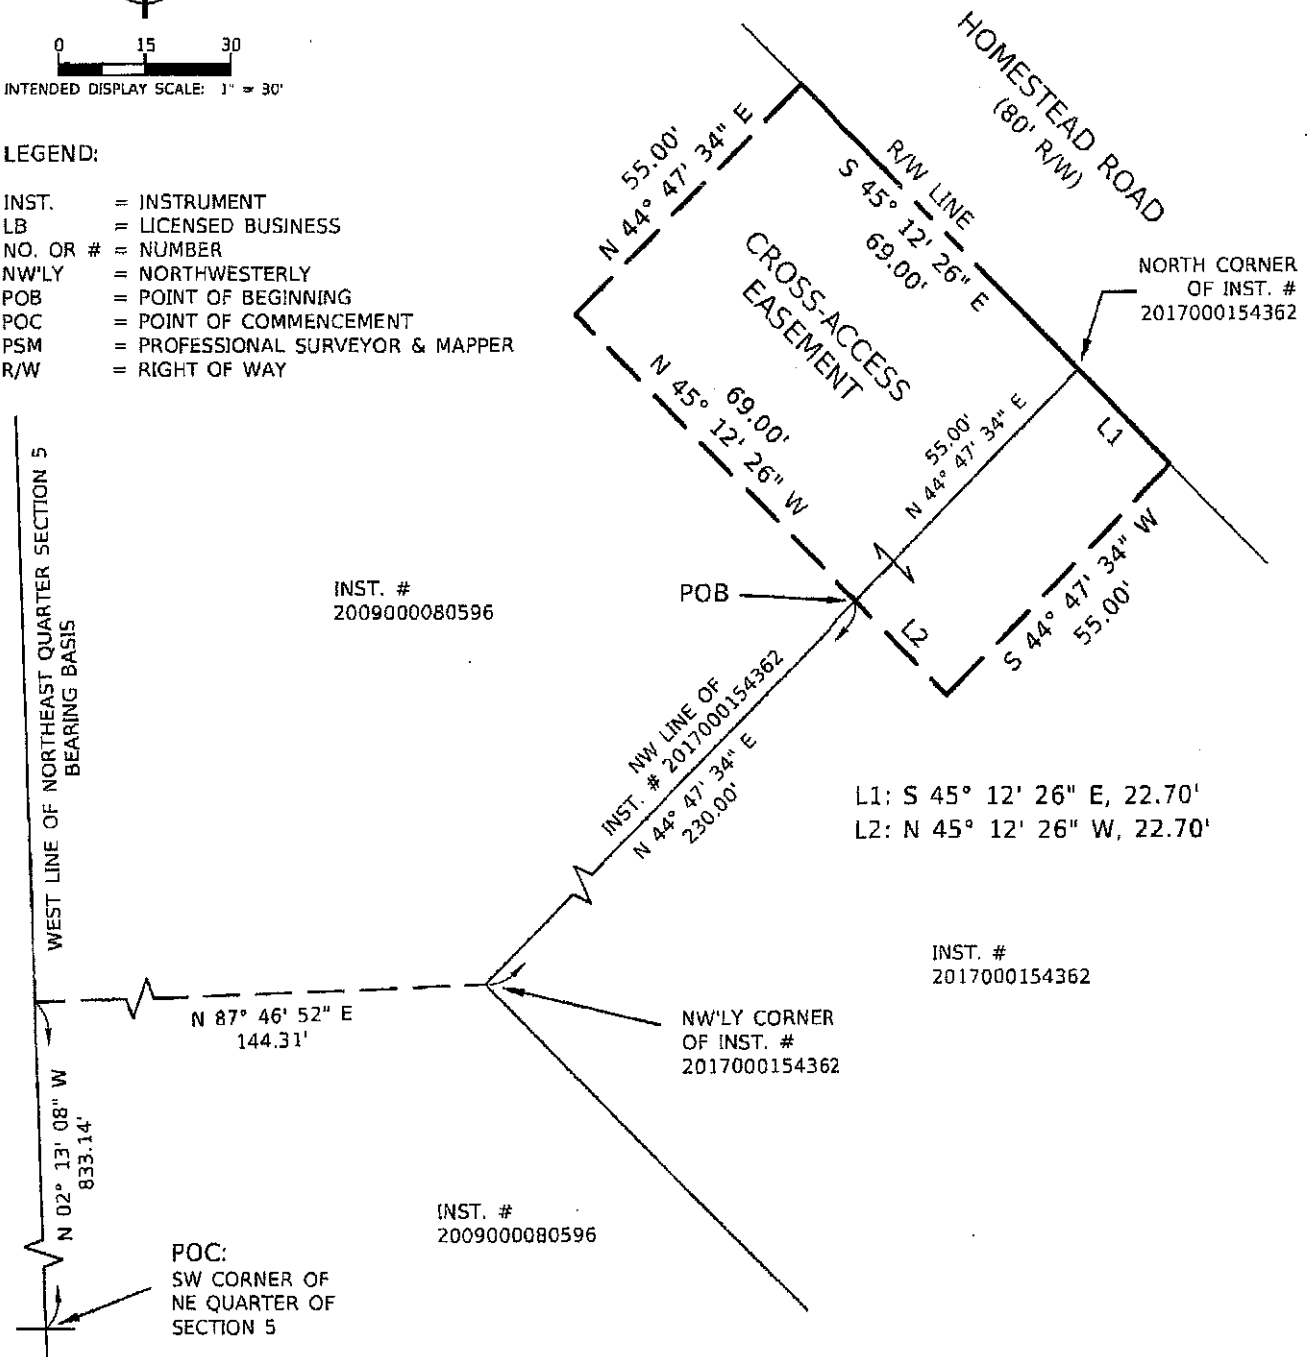 0 15 30
INTENDED DISPLAY SCALE: 1" = 30'
LEGEND:
INST. = INSTRUMENT
LB = LICENSED BUSINESS
NO. OR # = NUMBER
NW'LY = NORTHWESTERLY
POB = POINT OF BEGINNING
POC = POINT OF COMMENCEMENT
PSM = PROFESSIONAL SURVEYOR & MAPPER
R/W = RIGHT OF WAY
HOMESTEAD ROAD
(80' R/W)
55.00'
N 44° 47' 34" E
R/W LINE
S 45° 12' 26" E
69.00'
CROSS-ACCESS
EASEMENT
NORTH CORNER
OF INST. #
2017000154362
69.00'
N 45° 12' 26" W
55.00'
N 44° 47' 34" E
L1
WEST LINE OF NORTHEAST QUARTER SECTION 5
BEARING BASIS
INST. #
2009000080596
POB
L2
S 44° 47' 34" W
55.00'
NW LINE OF
INST. # 2017000154362
N 44° 47' 34" E
230.00'
L1: S 45° 12' 26" E, 22.70'
L2: N 45° 12' 26" W, 22.70'
INST. #
2017000154362
N 87° 46' 52" E
144.31'
NW'LY CORNER
OF INST. #
2017000154362
N 02° 13' 08" W
833.14'
INST. #
2009000080596
POC:
SW CORNER OF
NE QUARTER OF
SECTION 5